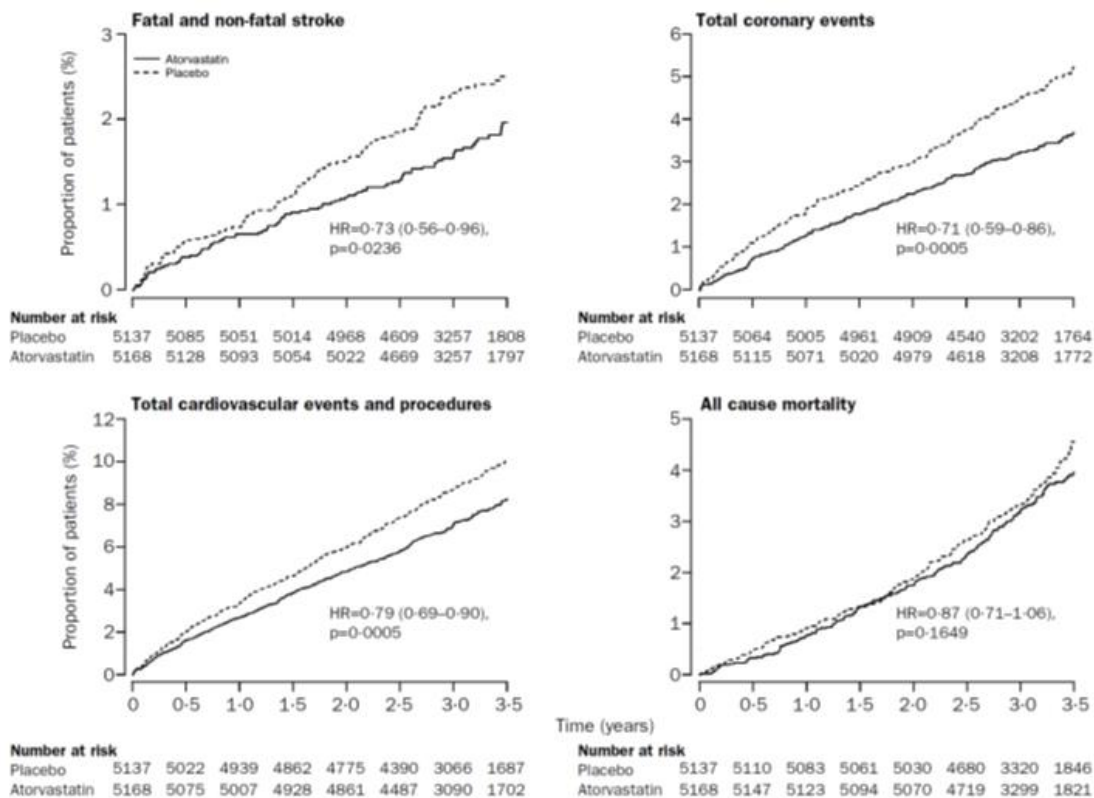 Fatal and non-fatal stroke
Proportion of patients (%)
3
2
1
0
Atorvastatin
Placebo
HR=0·73 (0·56–0·96),
p=0·0236
Number at risk
Placebo 5137 5085 5051 5014 4968 4609 3257 1808
Atorvastatin 5168 5128 5093 5054 5022 4669 3257 1797
Total coronary events
6
5
4
3
2
1
0
HR=0·71 (0·59–0·86),
p=0·0005
Number at risk
Placebo 5137 5064 5005 4961 4909 4540 3202 1764
Atorvastatin 5168 5115 5071 5020 4979 4618 3208 1772
Total cardiovascular events and procedures
Proportion of patients (%)
12
10
8
6
4
2
0
HR=0·79 (0·69–0·90),
p=0·0005
0 0·5 1·0 1·5 2·0 2·5 3·0 3·5
All cause mortality
5
4
3
2
1
0
HR=0·87 (0·71–1·06),
p=0·1649
0 0·5 1·0 1·5 2·0 2·5 3·0 3·5
Time (years)
Number at risk
Placebo 5137 5022 4939 4862 4775 4390 3066 1687
Atorvastatin 5168 5075 5007 4928 4861 4487 3090 1702
Number at risk
Placebo 5137 5110 5083 5061 5030 4680 3320 1846
Atorvastatin 5168 5147 5123 5094 5070 4719 3299 1821